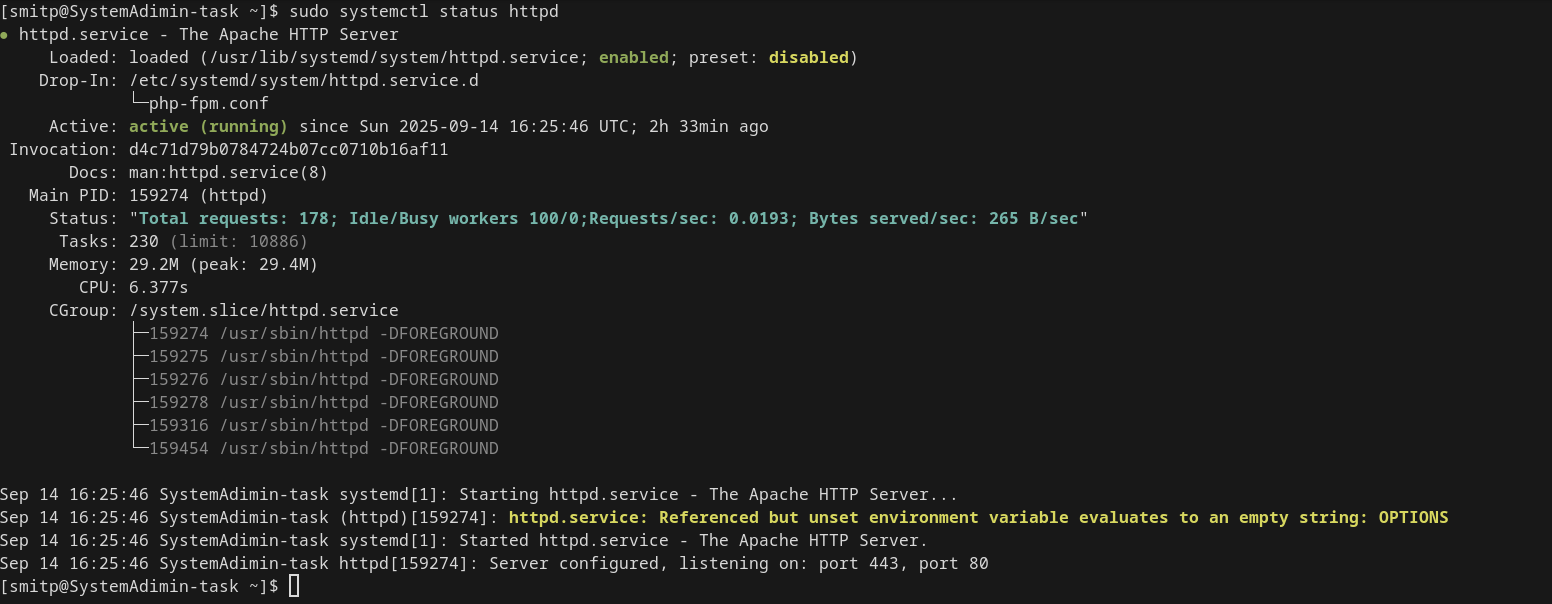 [smitp@SystemAdimin-task ~]$ sudo systemctl status httpd
● httpd.service - The Apache HTTP Server
     Loaded: loaded (/usr/lib/systemd/system/httpd.service; enabled; preset: disabled)
    Drop-In: /etc/systemd/system/httpd.service.d
             └─php-fpm.conf
     Active: active (running) since Sun 2025-09-14 16:25:46 UTC; 2h 33min ago
 Invocation: d4c71d79b0784724b07cc0710b16af11
       Docs: man:httpd.service(8)
   Main PID: 159274 (httpd)
     Status: "Total requests: 178; Idle/Busy workers 100/0;Requests/sec: 0.0193; Bytes served/sec: 265 B/sec"
      Tasks: 230 (limit: 10886)
     Memory: 29.2M (peak: 29.4M)
        CPU: 6.377s
     CGroup: /system.slice/httpd.service
             ├─159274 /usr/sbin/httpd -DFOREGROUND
             ├─159275 /usr/sbin/httpd -DFOREGROUND
             ├─159276 /usr/sbin/httpd -DFOREGROUND
             ├─159278 /usr/sbin/httpd -DFOREGROUND
             ├─159316 /usr/sbin/httpd -DFOREGROUND
             └─159454 /usr/sbin/httpd -DFOREGROUND

Sep 14 16:25:46 SystemAdimin-task systemd[1]: Starting httpd.service - The Apache HTTP Server...
Sep 14 16:25:46 SystemAdimin-task (httpd)[159274]: httpd.service: Referenced but unset environment variable evaluates to an empty string: OPTIONS
Sep 14 16:25:46 SystemAdimin-task systemd[1]: Started httpd.service - The Apache HTTP Server.
Sep 14 16:25:46 SystemAdimin-task httpd[159274]: Server configured, listening on: port 443, port 80
[smitp@SystemAdimin-task ~]$